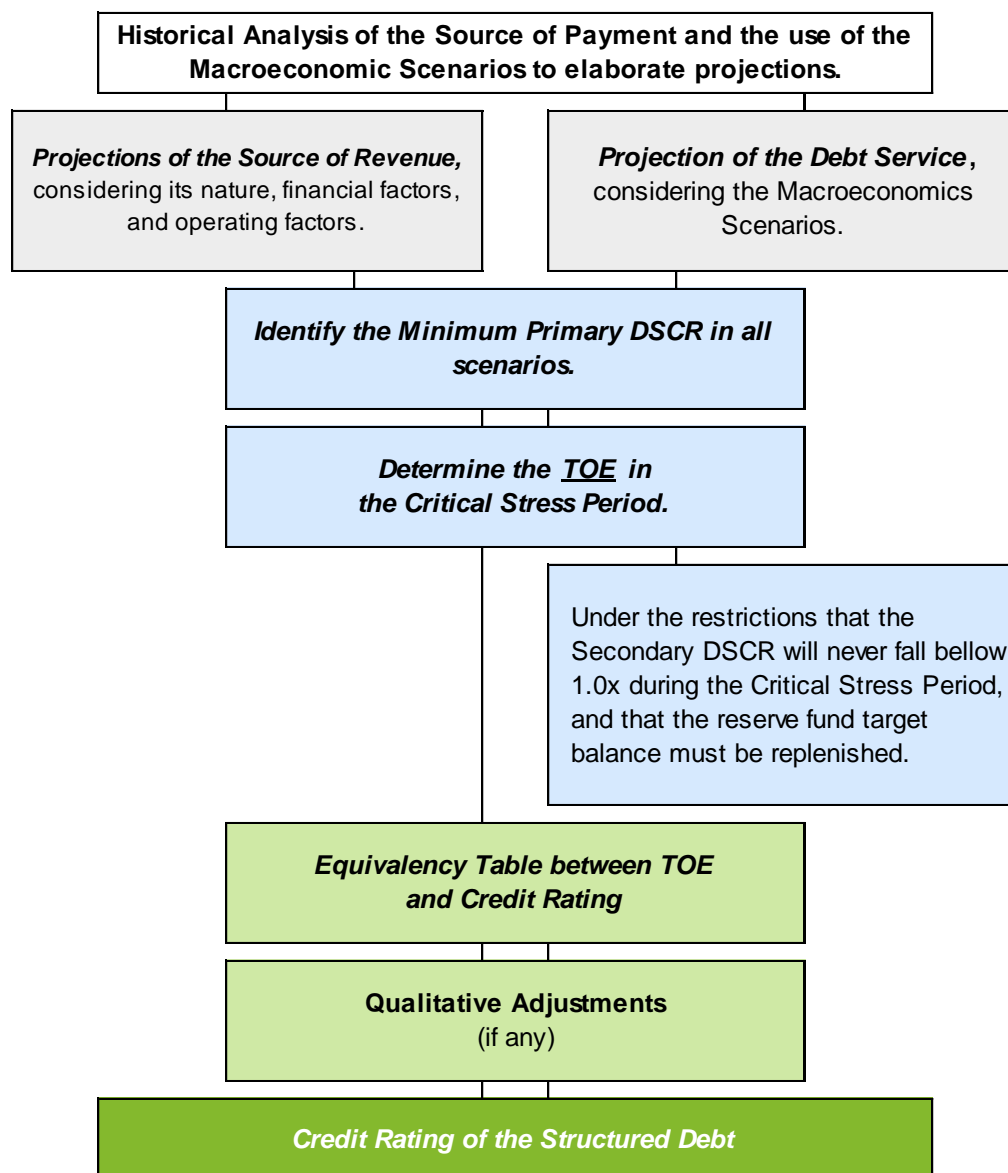 Historical Analysis of the Source of Payment and the use of the
Macroeconomic Scenarios to elaborate projections.
Projections of the Source of Revenue,
considering its nature, financial factors,
and operating factors.
Projection of the Debt Service,
considering the Macroeconomics
Scenarios.
Identify the Minimum Primary DSCR in all
scenarios.
Determine the TOE in
the Critical Stress Period.
Under the restrictions that the
Secondary DSCR will never fall bellow
1.0x during the Critical Stress Period,
and that the reserve fund target
balance must be replenished.
Equivalency Table between TOE
and Credit Rating
Qualitative Adjustments
(if any)
Credit Rating of the Structured Debt